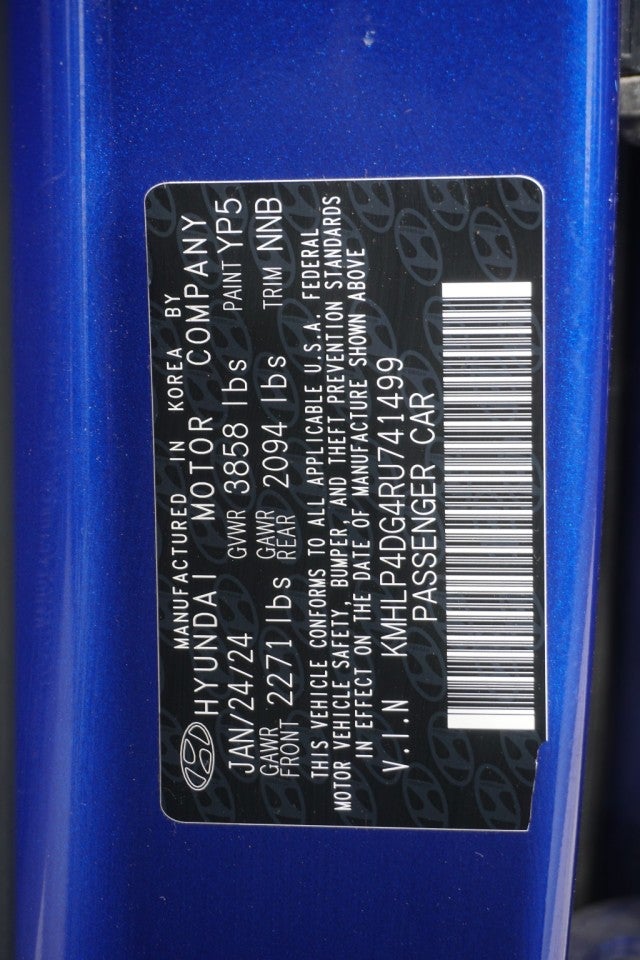 MANUFACTURED IN KOREA BY
HYUNDAI MOTOR COMPANY
JAN/24/24 GVWR 3858 lbs PAINT YP5
GAWR FRONT 2271lbs GAWR REAR 2094 lbs TRIM NNB
THIS VEHICLE CONFORMS TO ALL APPLICABLE U.S.A. FEDERAL
MOTOR VEHICLE SAFETY, BUMPER, AND THEFT PREVENTION STANDARDS
IN EFFECT ON THE DATE OF MANUFACTURE SHOWN ABOVE
V.I.N KMHLP4DG4RU741499
PASSENGER CAR